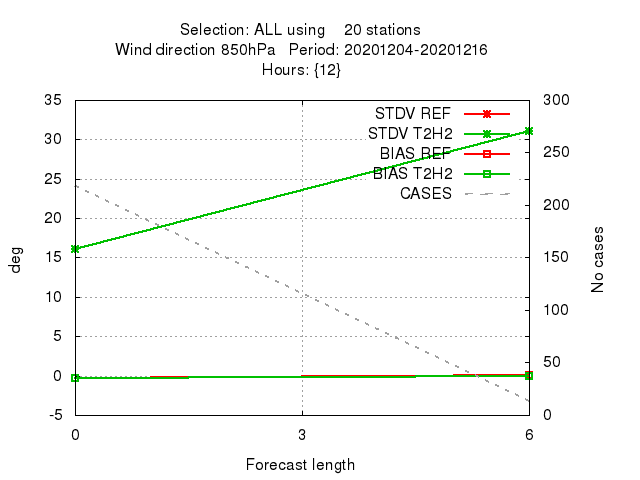 Selection: ALL using 20 stations
Wind direction 850hPa Period: 20201204-20201216
Hours: {12}
35
30
25
20
15
10
5
0
-5
deg
300
250
200
150
100
50
0
No cases
STDV REF
STDV T2H2
BIAS REF
BIAS T2H2
CASES
0 3 6
Forecast length